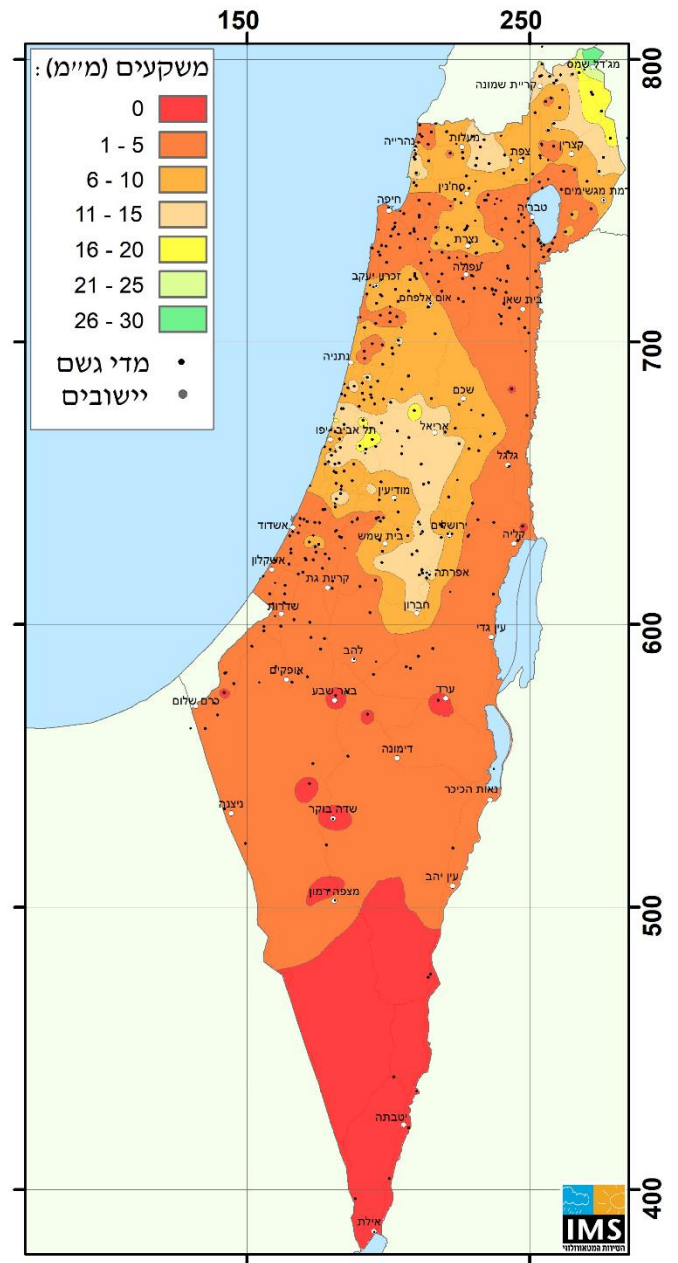 150 250
משקעים (מ"מ):
0
1 - 5
6 - 10
11 - 15
16 - 20
21 - 25
26 - 30
מדי גשם
יישובים
800
700
600
500
400
מג'דל שמס
קריית שמונה
נהרייה
מעלות
צפת
קצרין
סח'נין
רמת מגשימים
חיפה
טבריה
נצרת
עפולה
זכרון יעקב
אום אלפחם
בית שאן
נתניה
שכם
תל אביב-יפו
אריאל
גלגל
מודיעין
אשדוד
ירושלים
בית שמש
קליה
אשקלון
אפרתה
קריית גת
שדרות
חברון
עין גדי
להב
אופקים
באר שבע
ערד
כרם שלום
דימונה
נאות הכיכר
ניצנה
שדה בוקר
עין יהב
מצפה רמון
יטבתה
אילת
IMS
השירות המטאורולוגי